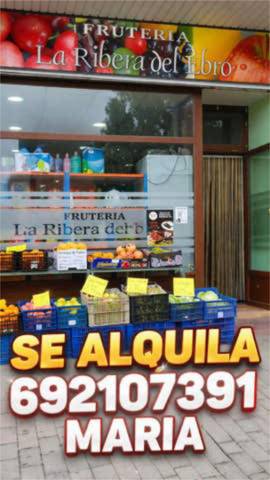 FRUTERIA
La Ribera del Ebro
FRUTERIA
La Ribera del b
SE ALQUILA
692107391
MARIA